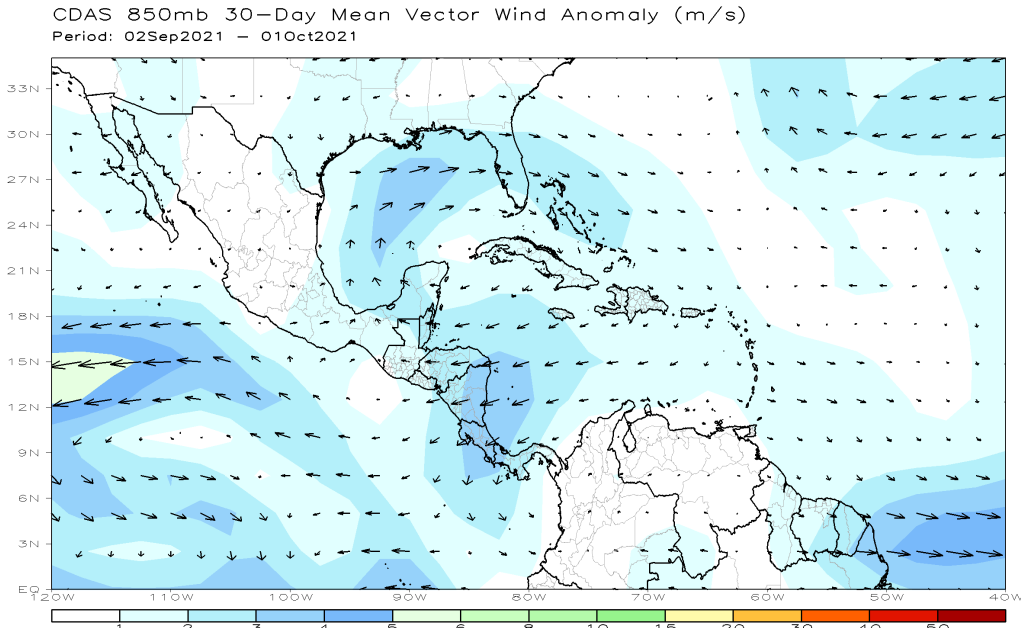 CDAS 850mb 30-Day Mean Vector Wind Anomaly (m/s)
Period: 02Sep2021 - 01Oct2021
33N
30N
27N
24N
21N
18N
15N
12N
9N
6N
3N
EQ
120W 110W 100W 90W 80W 70W 60W 50W 40W
1 2 3 4 5 6 8 10 15 20 30 40 50